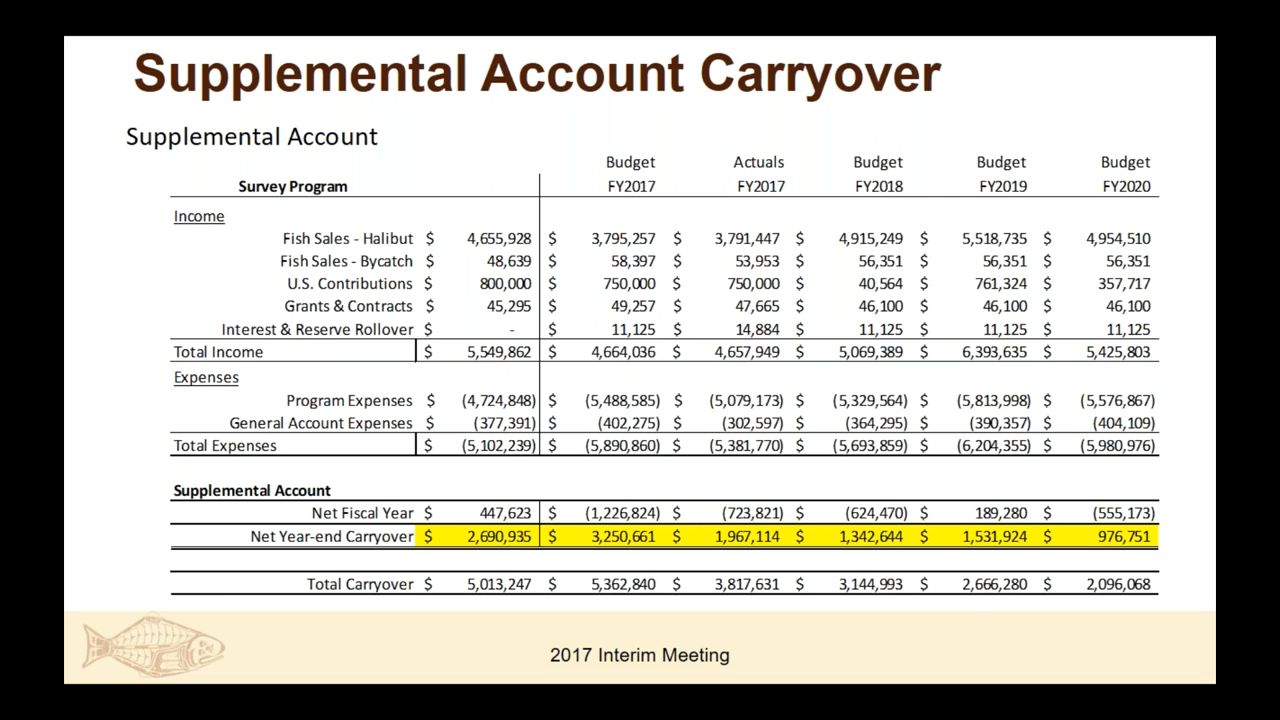 Supplemental Account Carryover
Supplemental Account
Budget Actuals Budget Budget Budget
Survey Program FY2017 FY2017 FY2018 FY2019 FY2020
Income
Fish Sales - Halibut $ 4,655,928 $ 3,795,257 $ 3,791,447 $ 4,915,249 $ 5,518,735 $ 4,954,510
Fish Sales - Bycatch $ 48,639 $ 58,397 $ 53,953 $ 56,351 $ 56,351 $ 56,351
U.S. Contributions $ 800,000 $ 750,000 $ 750,000 $ 40,564 $ 761,324 $ 357,717
Grants & Contracts $ 45,295 $ 49,257 $ 47,665 $ 46,100 $ 46,100 $ 46,100
Interest & Reserve Rollover $ - $ 11,125 $ 14,884 $ 11,125 $ 11,125 $ 11,125
Total Income $ 5,549,862 $ 4,664,036 $ 4,657,949 $ 5,069,389 $ 6,393,635 $ 5,425,803
Expenses
Program Expenses $ (4,724,848) $ (5,488,585) $ (5,079,173) $ (5,329,564) $ (5,813,998) $ (5,576,867)
General Account Expenses $ (377,391) $ (402,275) $ (302,597) $ (364,295) $ (390,357) $ (404,109)
Total Expenses $ (5,102,239) $ (5,890,860) $ (5,381,770) $ (5,693,859) $ (6,204,355) $ (5,980,976)
Supplemental Account
Net Fiscal Year $ 447,623 $ (1,226,824) $ (723,821) $ (624,470) $ 189,280 $ (555,173)
Net Year-end Carryover $ 2,690,935 $ 3,250,661 $ 1,967,114 $ 1,342,644 $ 1,531,924 $ 976,751
Total Carryover $ 5,013,247 $ 5,362,840 $ 3,817,631 $ 3,144,993 $ 2,666,280 $ 2,096,068
2017 Interim Meeting